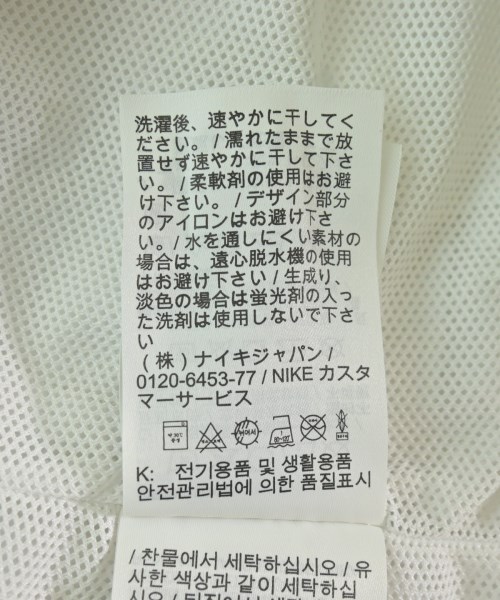 洗濯後、速やかに干してく
ださい。 / 濡れたままで放
置せず速やかに干して下さ
い。 / 柔軟剤の使用はお避
け下さい。 / デザイン部分
のアイロンはお避け下さ
い。/ 水を通しにくい素材の
場合は、遠心脱水機の使用
はお避け下さい / 生成り、
淡色の場合は蛍光剤の入っ
た洗剤は使用しないで下さ
い
（株）ナイキジャパン /
0120-6453-77 / NIKE カスタ
マーサービス
K: 전기용품 및 생활용품
안전관리법에 의한 품질표시
/ 찬물에서 세탁하십시오 / 유
사한 색상과 같이 세탁하십